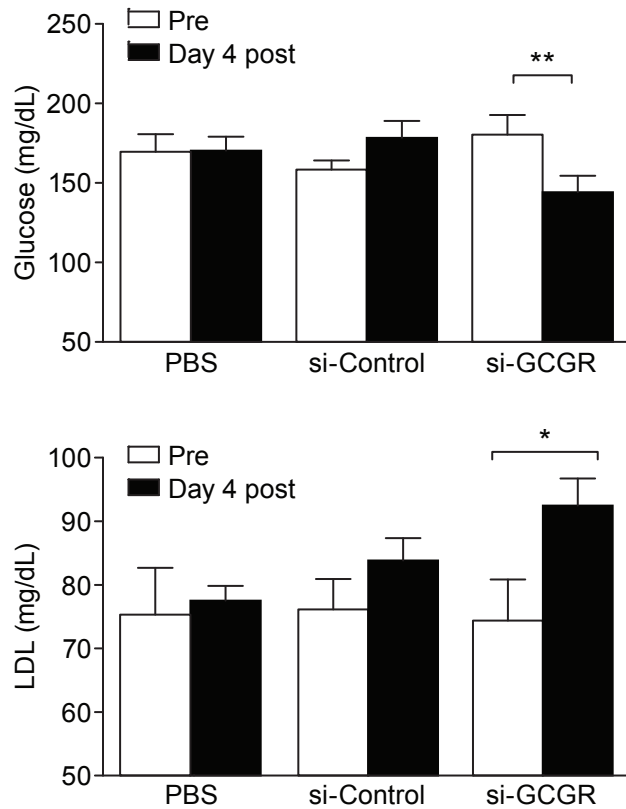 Pre
Day 4 post
**
Glucose (mg/dL)
250
200
150
100
50
PBS si-Control si-GCGR
Pre
Day 4 post
*
LDL (mg/dL)
100
90
80
70
60
50
PBS si-Control si-GCGR